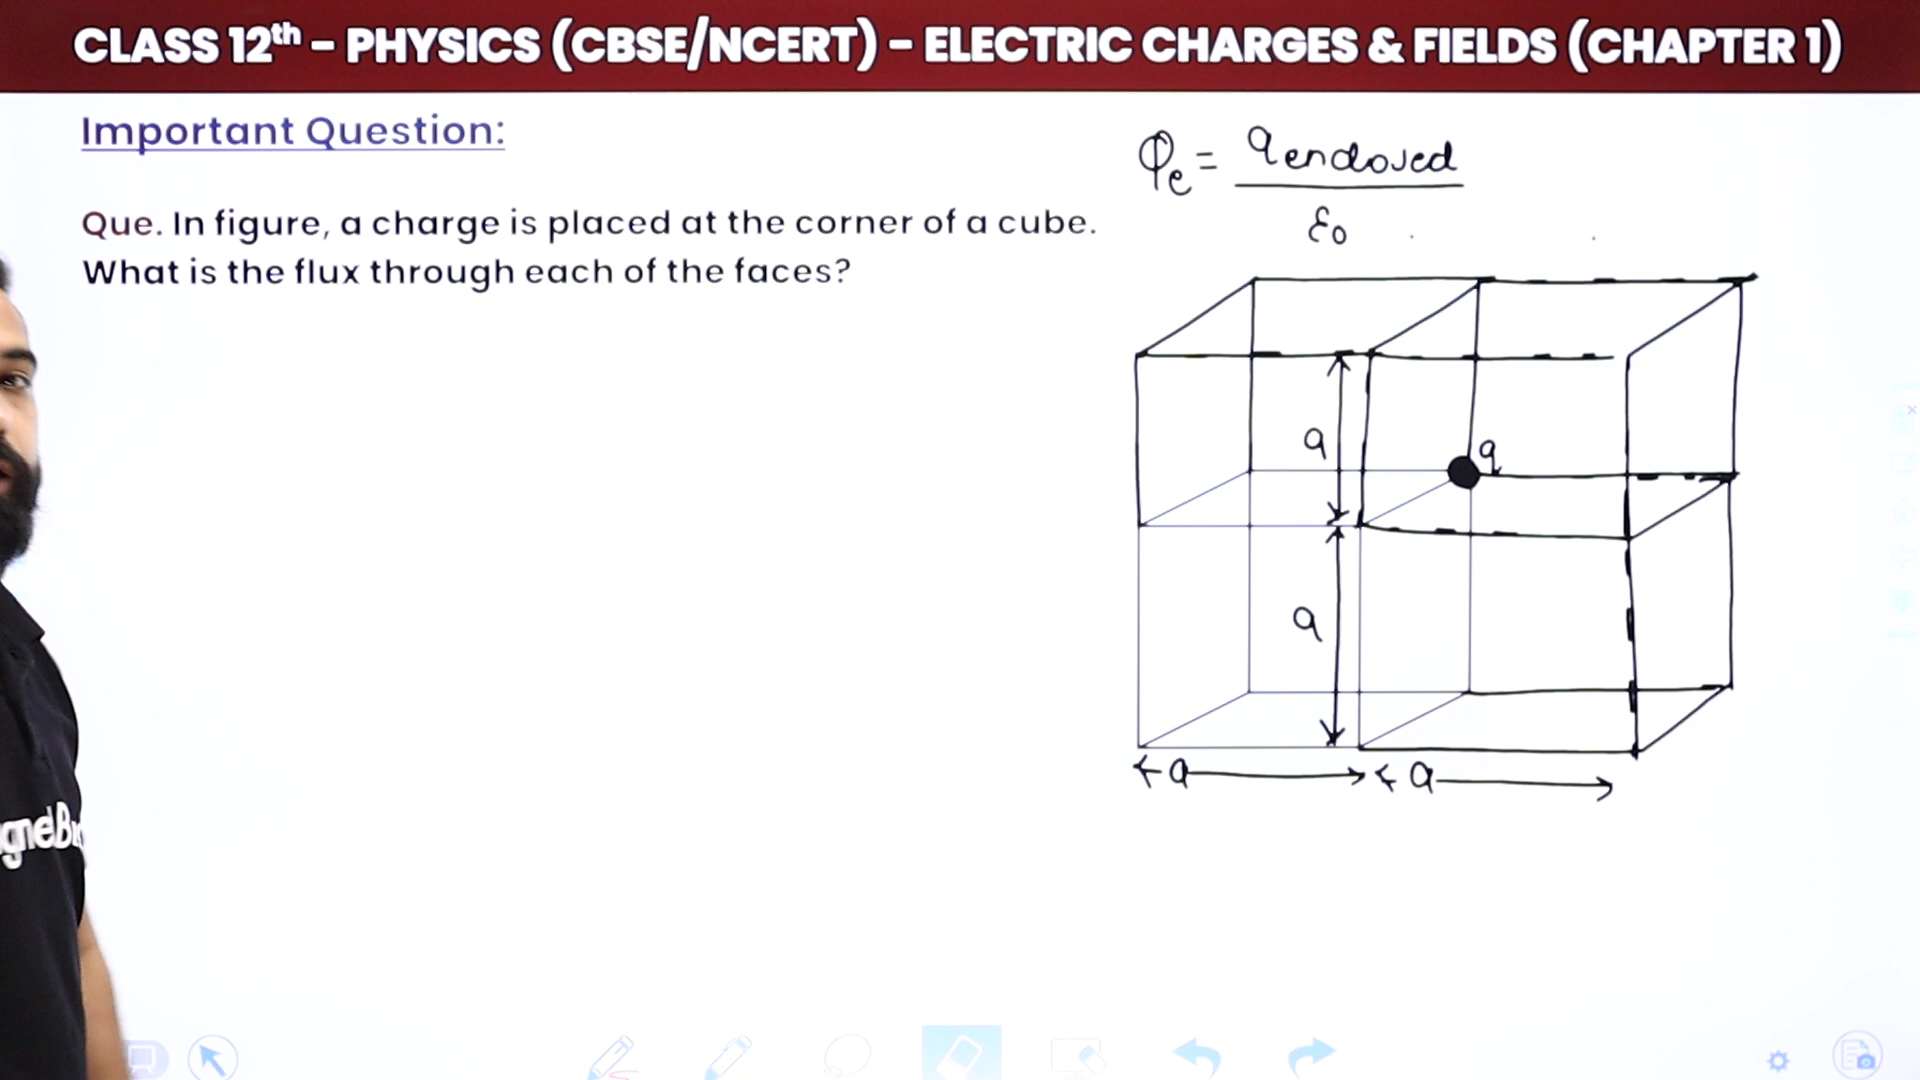 CLASS 12th – PHYSICS (CBSE/NCERT) – ELECTRIC CHARGES & FIELDS (CHAPTER 1)
Important Question:
Que. In figure, a charge is placed at the corner of a cube.
What is the flux through each of the faces?
Φe = q enclosed
ε0
a
q
a
a
a